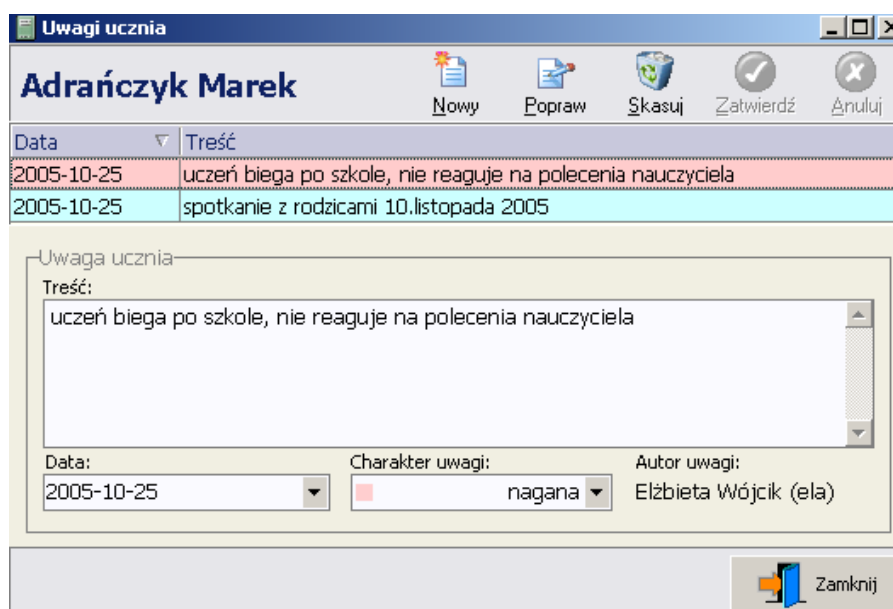 Uwagi ucznia
Adrańczyk Marek
Nowy Popraw Skasuj Zatwierdź Anuluj
Data Treść
2005-10-25 uczeń biega po szkole, nie reaguje na polecenia nauczyciela
2005-10-25 spotkanie z rodzicami 10.listopada 2005
Uwaga ucznia
Treść:
uczeń biega po szkole, nie reaguje na polecenia nauczyciela
Data: Charakter uwagi: Autor uwagi:
2005-10-25 nagana Elżbieta Wójcik (ela)
Zamknij